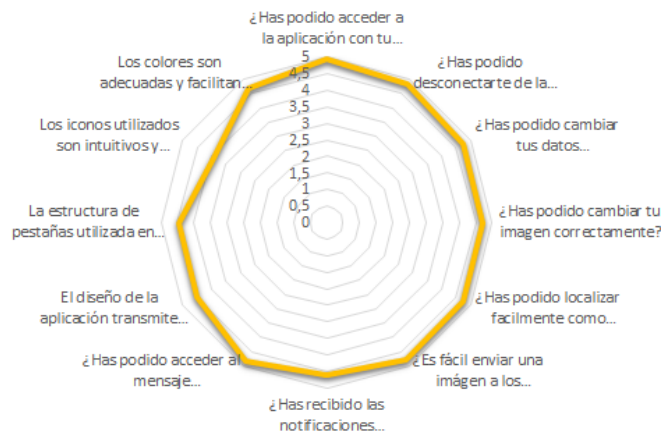 ¿Has podido acceder a
la aplicación con tu...
¿Has podido
desconectarte de la...
¿Has podido cambiar
tus datos...
¿Has podido cambiar tu
imagen correctamente?
¿Has podido localizar
facilmente como...
¿Es fácil enviar una
imágen a los...
¿Has recibido las
notificaciones...
¿Has podido acceder al
mensaje...
El diseño de la
aplicación transmite...
La estructura de
pestañas utilizada en...
Los iconos utilizados
son intuitivos y...
Los colores son
adecuadas y facilitan...
5
4,5
4
3,5
3
2,5
2
1,5
1
0,5
0